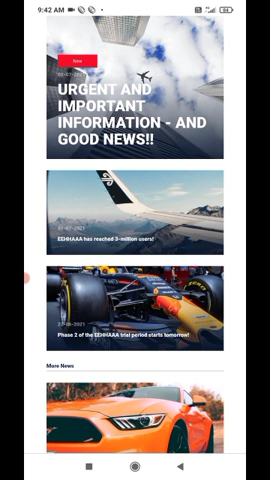 9:42 AM
New
URGENT AND
IMPORTANT
INFORMATION - AND
GOOD NEWS!!
EEHHAAA has reached 3-million users!
Phase 2 of the EEHHAAA trial period starts tomorrow!
More News